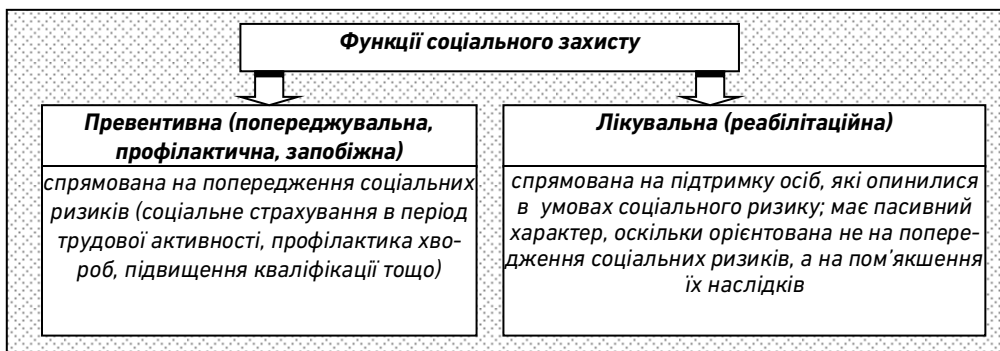 Функції соціального захисту
Превентивна (попереджувальна,
профілактична, запобіжна)
спрямована на попередження соціальних
ризиків (соціальне страхування в період
трудової активності, профілактика хво-
роб, підвищення кваліфікації тощо)
Лікувальна (реабілітаційна)
спрямована на підтримку осіб, які опинилися
в умовах соціального ризику; має пасивний
характер, оскільки орієнтована не на попере-
дження соціальних ризиків, а на пом'якшення
їх наслідків